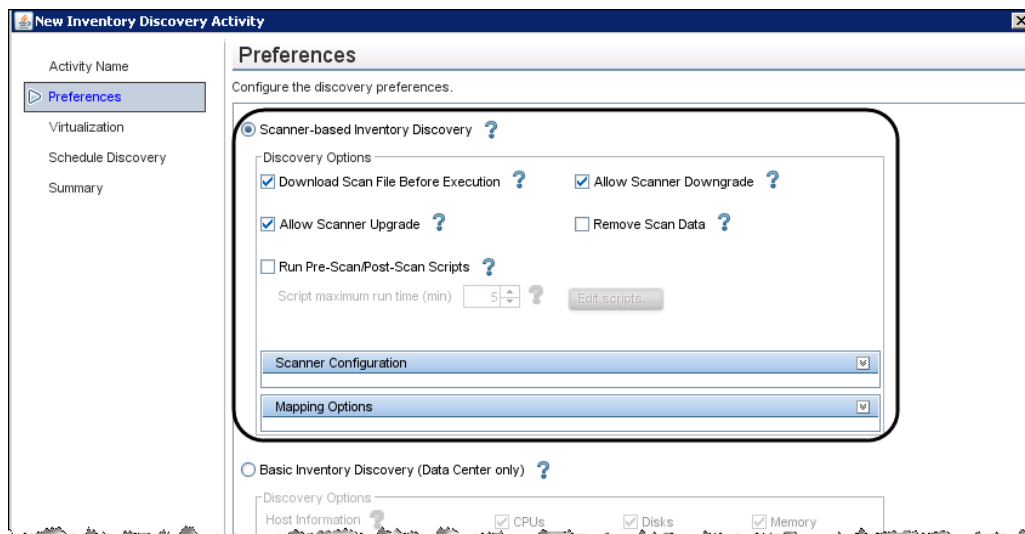 New Inventory Discovery Activity
Activity Name
Preferences
Virtualization
Schedule Discovery
Summary
Preferences
Configure the discovery preferences.
Scanner-based Inventory Discovery ?
Discovery Options
Download Scan File Before Execution ? Allow Scanner Downgrade ?
Allow Scanner Upgrade ? Remove Scan Data ?
Run Pre-Scan/Post-Scan Scripts ?
Script maximum run time (min) 5 ? Edit scripts...
Scanner Configuration
Mapping Options
Basic Inventory Discovery (Data Center only) ?
Discovery Options
Host Information ? CPUs Disks Memory